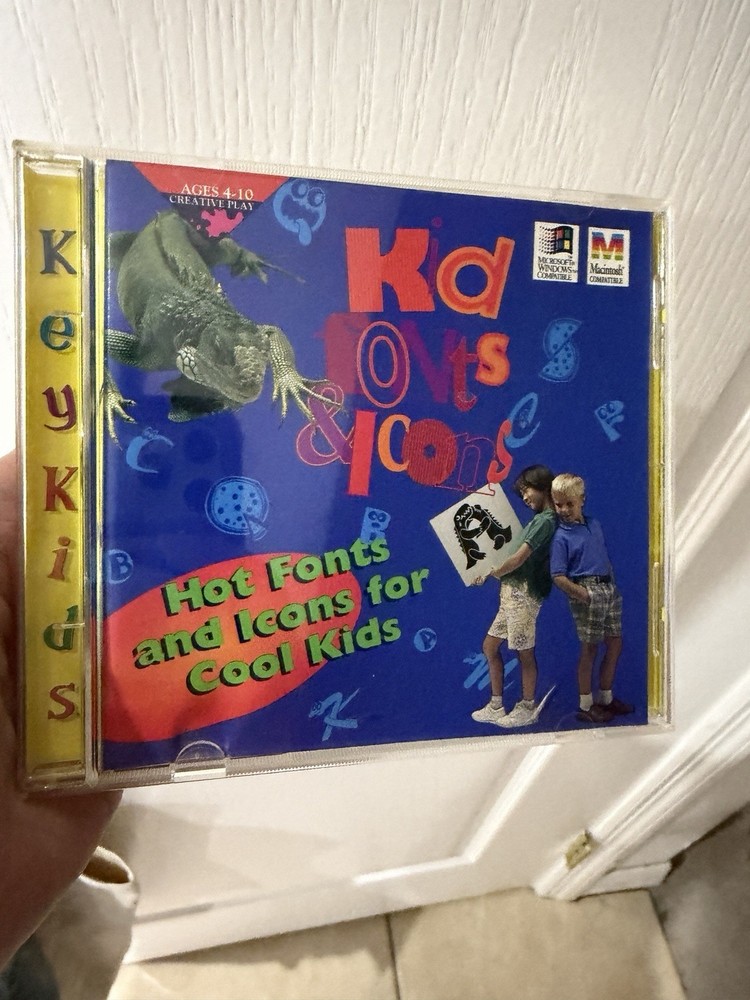 KeyKids
AGES 4-10
CREATIVE PLAY
Kid
FONts
& Icons
MICROSOFT®
WINDOWS™
COMPATIBLE
M
Macintosh®
COMPATIBLE
B
R
B
A
K
Hot Fonts
and Icons for
Cool Kids